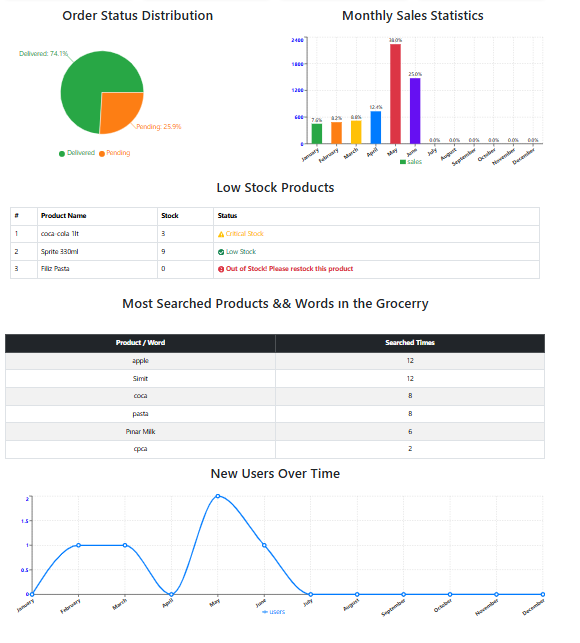 Order Status Distribution
Monthly Sales Statistics
Delivered: 74.1%
Pending: 25.9%
Delivered Pending
2400
1800
1200
600
0
7.6% 8.2% 8.8% 12.4% 38.0% 25.0% 0.0% 0.0% 0.0% 0.0% 0.0% 0.0%
January February March April May June July August September October November December
sales
Low Stock Products
# Product Name Stock Status
1 coca-cola 1lt 3 Critical Stock
2 Sprite 330ml 9 Low Stock
3 Filiz Pasta 0 Out of Stock! Please restock this product
Most Searched Products && Words ın the Grocerry
Product / Word Searched Times
apple 12
Simit 12
coca 8
pasta 8
Pınar Milk 6
cpca 2
New Users Over Time
2
1.5
1
0.5
0
January February March April May June July August September October November December
users